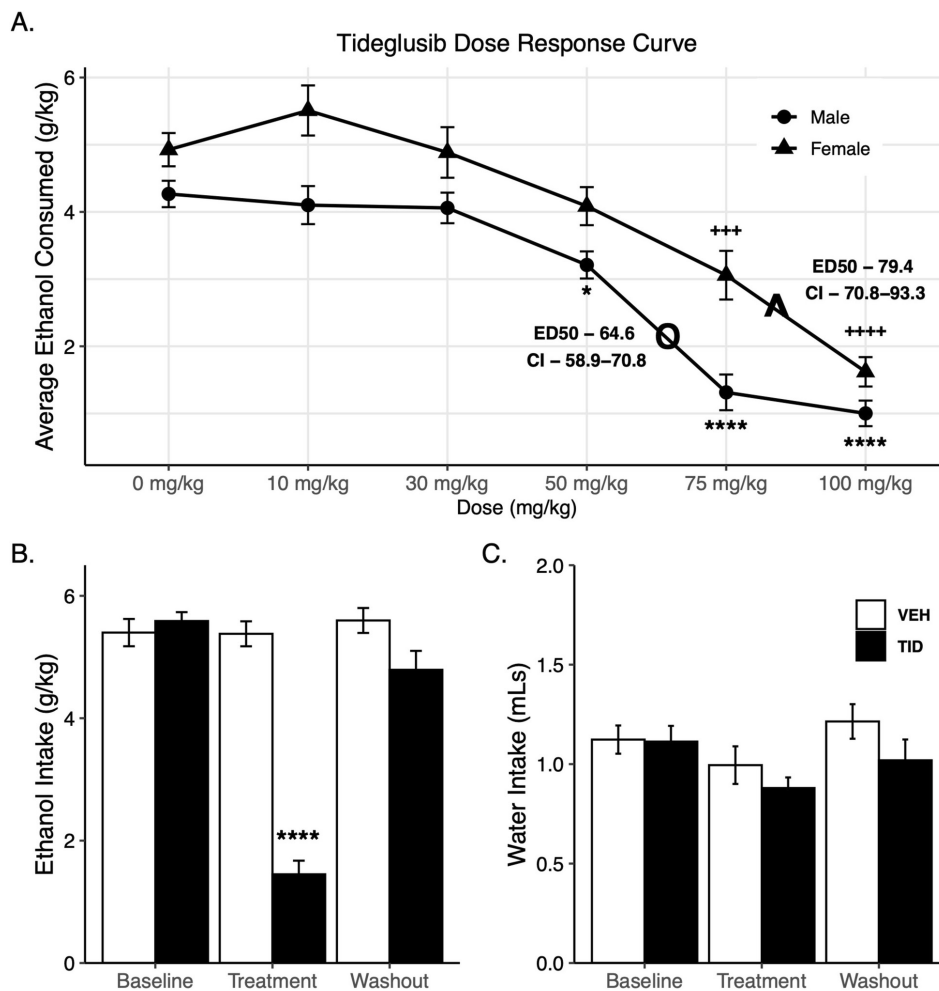 A.
Tideglusib Dose Response Curve
Average Ethanol Consumed (g/kg)
6
4
2
Male
Female
+++
ED50 – 79.4
CI – 70.8–93.3
++++
*
ED50 – 64.6
CI – 58.9–70.8
****
****
0 mg/kg
10 mg/kg
30 mg/kg
50 mg/kg
75 mg/kg
100 mg/kg
Dose (mg/kg)
B.
Ethanol Intake (g/kg)
6
4
2
0
****
Baseline
Treatment
Washout
C.
Water Intake (mLs)
2.0
1.5
1.0
0.5
0.0
VEH
TID
Baseline
Treatment
Washout